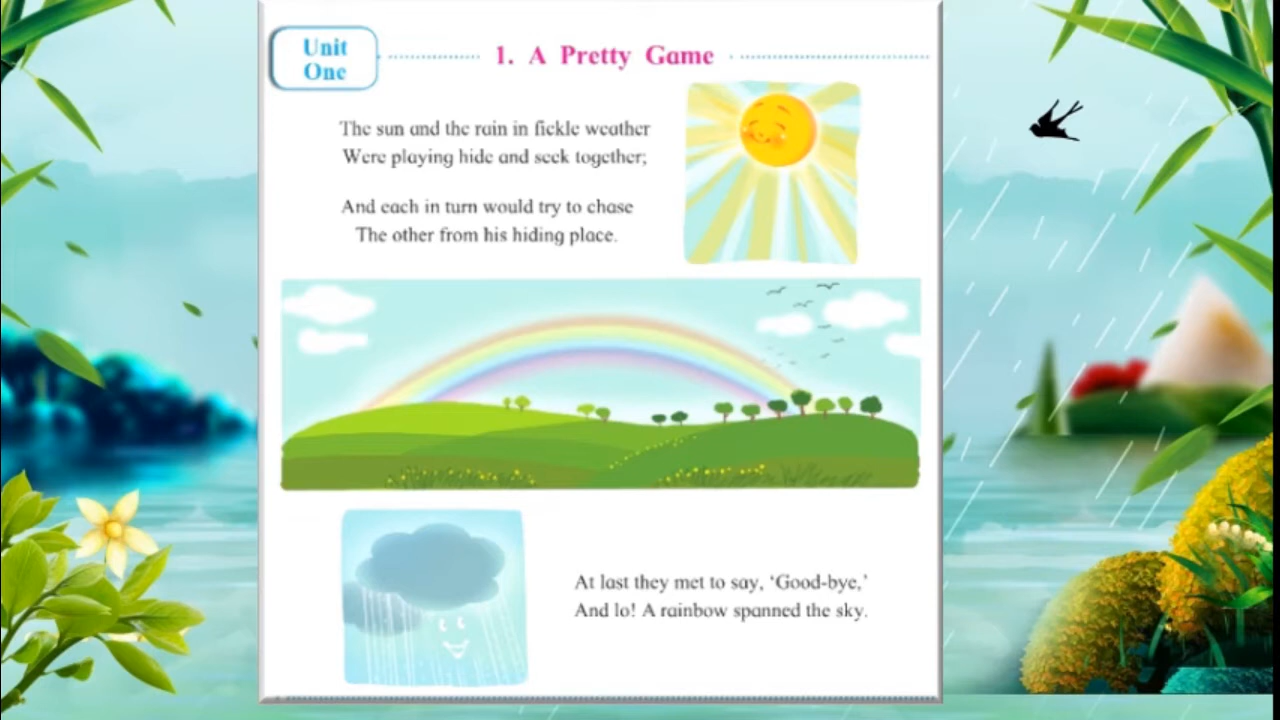 Unit
One
1. A Pretty Game
The sun and the rain in fickle weather
Were playing hide and seek together;
And each in turn would try to chase
The other from his hiding place.
At last they met to say, ‘Good-bye,’
And lo! A rainbow spanned the sky.